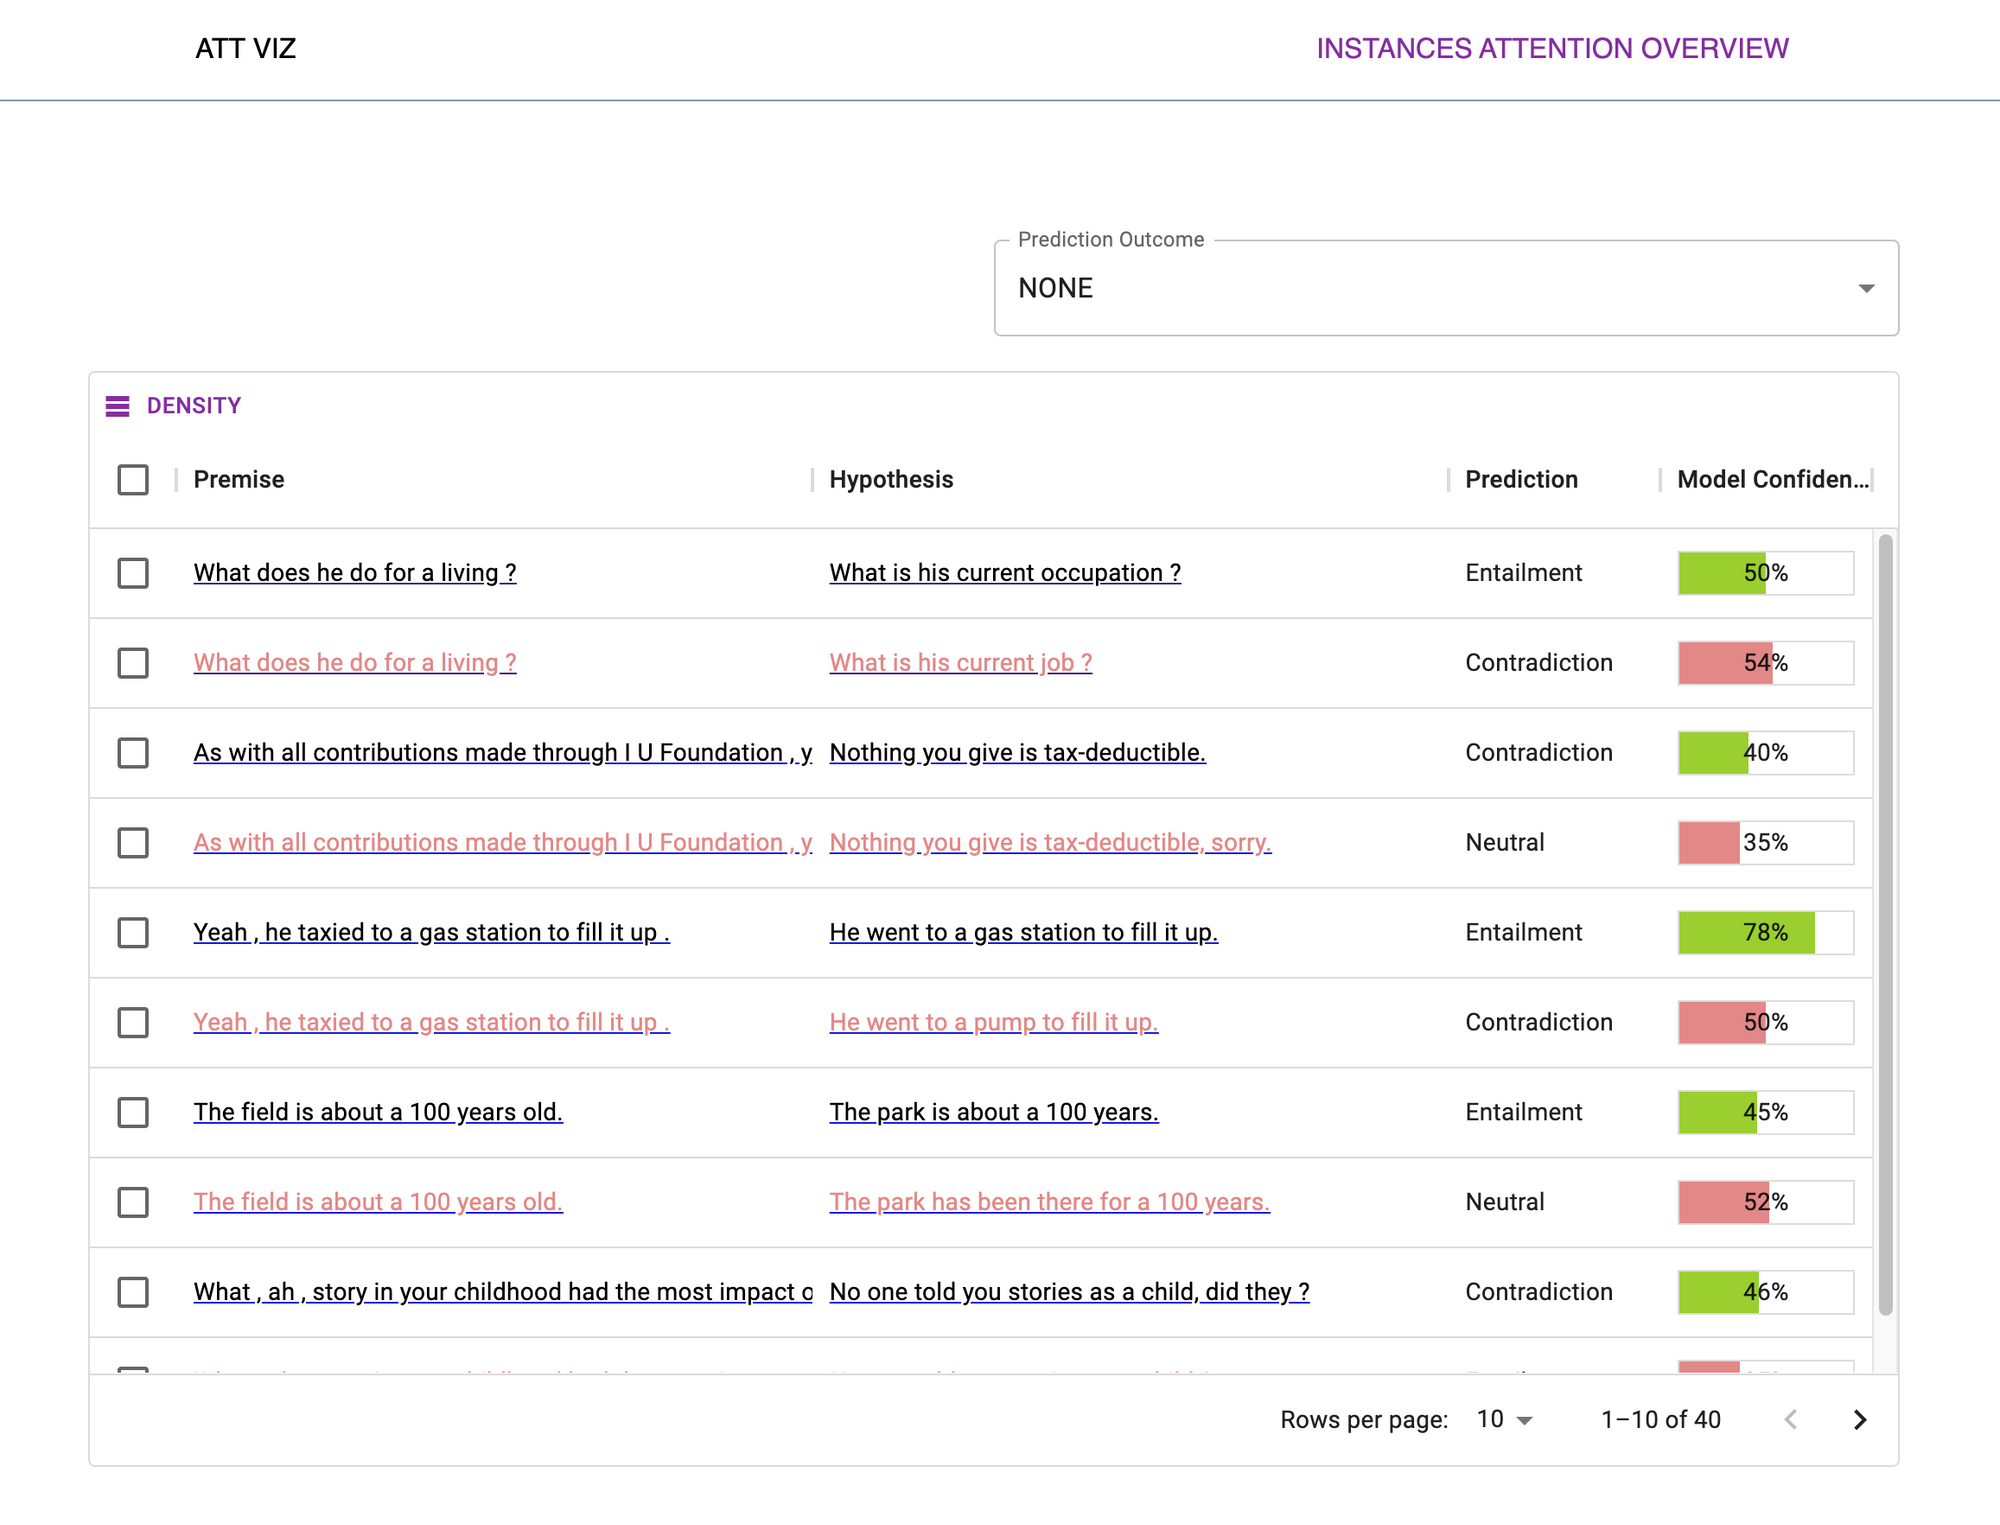 ATT VIZ
INSTANCES ATTENTION OVERVIEW
Prediction Outcome
NONE
DENSITY
Premise Hypothesis Prediction Model Confiden...
What does he do for a living ? What is his current occupation ? Entailment 50%
What does he do for a living ? What is his current job ? Contradiction 54%
As with all contributions made through I U Foundation , y Nothing you give is tax-deductible. Contradiction 40%
As with all contributions made through I U Foundation , y Nothing you give is tax-deductible, sorry. Neutral 35%
Yeah , he taxied to a gas station to fill it up . He went to a gas station to fill it up. Entailment 78%
Yeah , he taxied to a gas station to fill it up . He went to a pump to fill it up. Contradiction 50%
The field is about a 100 years old. The park is about a 100 years. Entailment 45%
The field is about a 100 years old. The park has been there for a 100 years. Neutral 52%
What , ah , story in your childhood had the most impact o No one told you stories as a child, did they ? Contradiction 46%
Rows per page: 10 1–10 of 40